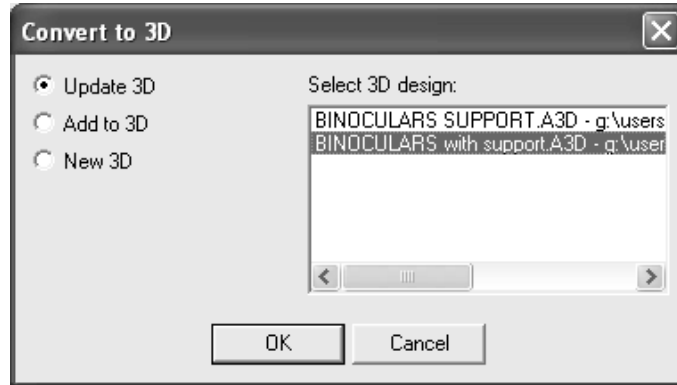 Convert to 3D
Update 3D
Add to 3D
New 3D
Select 3D design:
BINOCULARS SUPPORT.A3D - g:\users
BINOCULARS with support.A3D - g:\user
OK
Cancel